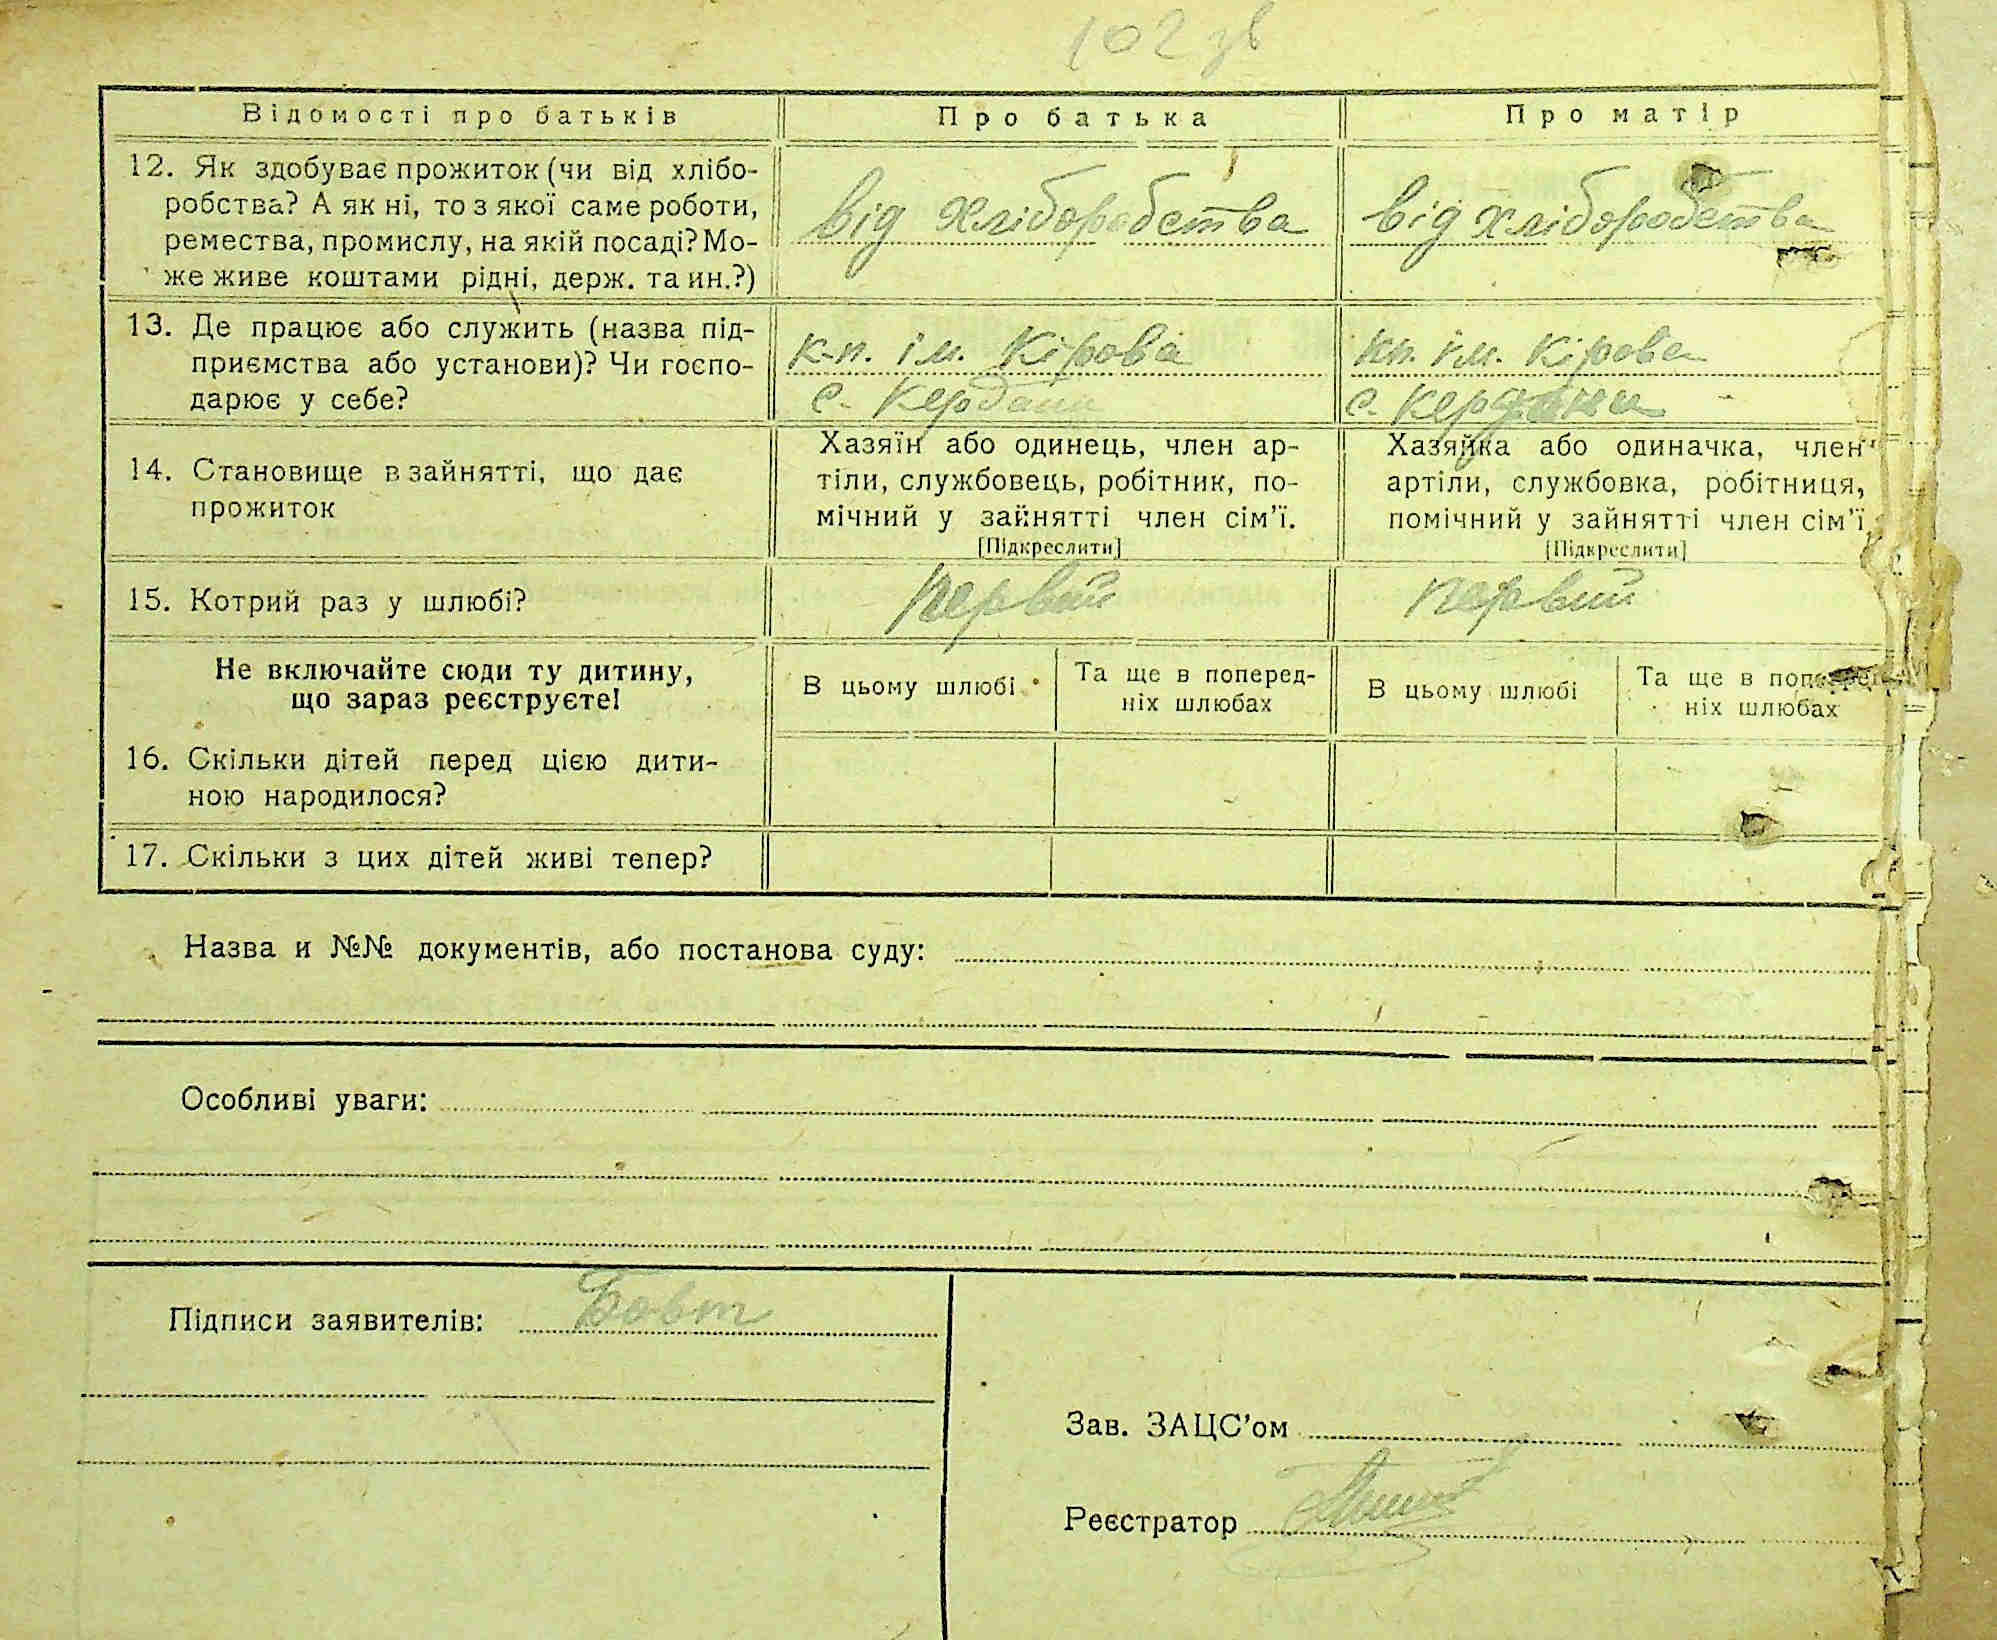 102 зв
Відомості про батьків
Про батька
Про матір
12. Як здобуває прожиток (чи від хлібо-
робства? А як ні, то з якої саме роботи,
ремества, промислу, на якій посаді? Мо-
же живе коштами рідні, держ. та ин.?)
від хліборобства
від хліборобства
13. Де працює або служить (назва під-
приємства або установи)? Чи госпо-
дарює у себе?
к-п. ім. Кірова
с. Кердани
кп. ім. Кірова
с. Кердани
14. Становище в зайнятті, що дає
прожиток
Хазяїн або одинець, член ар-
тіли, службовець, робітник, по-
мічний у зайнятті член сім'ї.
[Підкреслити]
Хазяйка або одиначка, член
артіли, службовка, робітниця,
помічний у зайнятті член сім'ї
[Підкреслити]
15. Котрий раз у шлюбі?
первий
первий
Не включайте сюди ту дитину,
що зараз реєструєте!
В цьому шлюбі
Та ще в поперед-
ніх шлюбах
В цьому шлюбі
Та ще в поперед-
ніх шлюбах
16. Скільки дітей перед цією дити-
ною народилося?
17. Скільки з цих дітей живі тепер?
Назва и №№ документів, або постанова суду:
Особливі уваги:
Підписи заявителів: Бовт
Зав. ЗАЦС'ом
Реєстратор